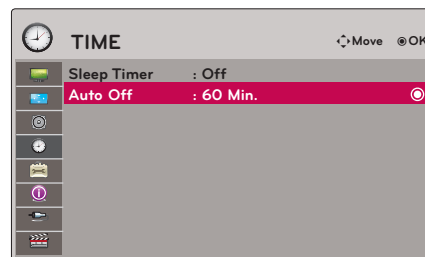 TIME Move OK
Sleep Timer : Off
Auto Off : 60 Min.